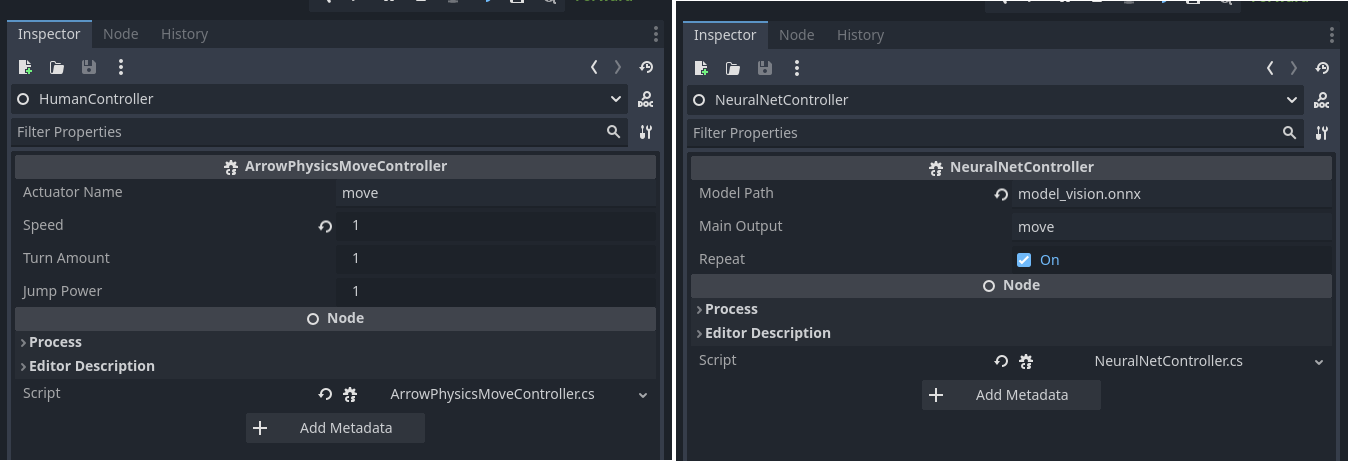 Inspector Node History
HumanController
DOC
Filter Properties
ArrowPhysicsMoveController
Actuator Name move
Speed 1
Turn Amount 1
Jump Power 1
Node
Process
Editor Description
Script ArrowPhysicsMoveController.cs
Add Metadata
Inspector Node History
NeuralNetController
DOC
Filter Properties
NeuralNetController
Model Path model_vision.onnx
Main Output move
Repeat On
Node
Process
Editor Description
Script NeuralNetController.cs
Add Metadata